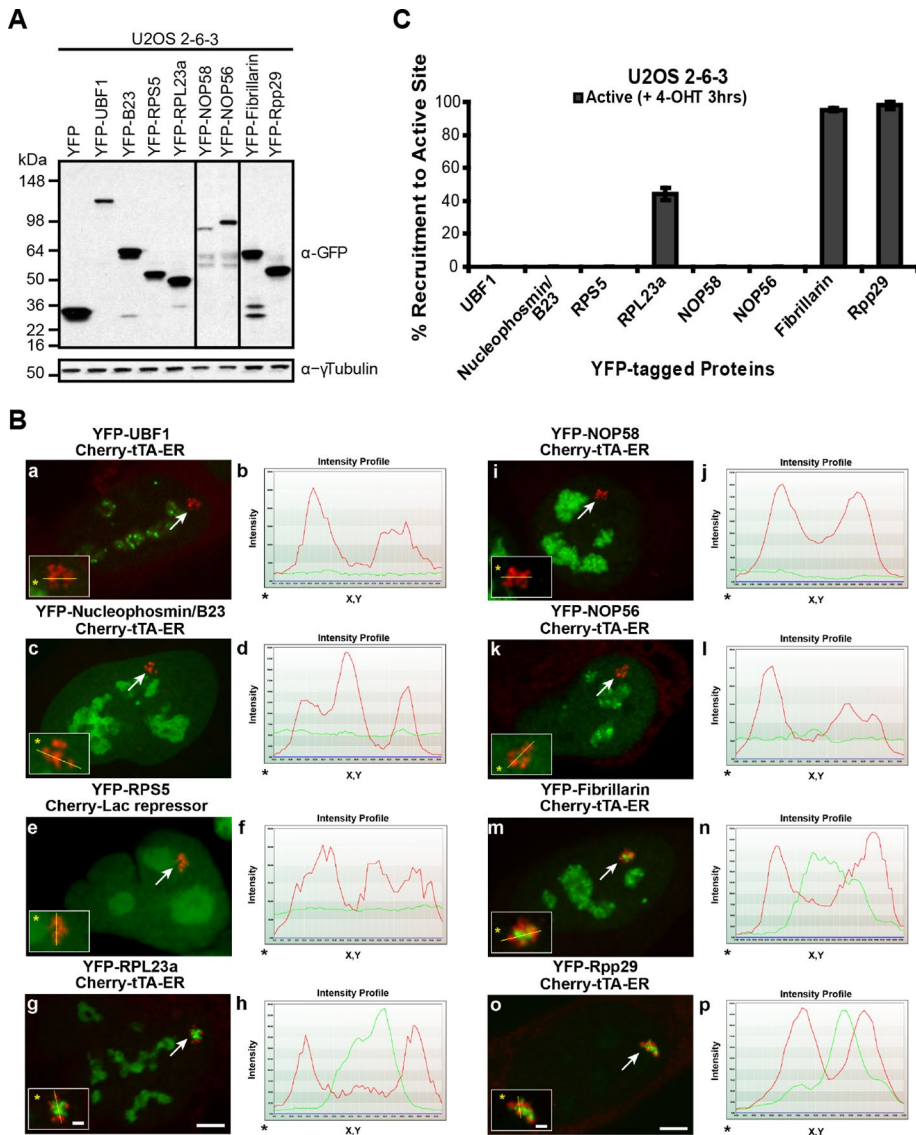 A
U2OS 2-6-3
YFP
YFP-UBF1
YFP-B23
YFP-RPS5
YFP-RPL23a
YFP-NOP58
YFP-NOP56
YFP-Fibrillarin
YFP-Rpp29
kDa
148
98
64
50
36
22
16
50
α-GFP
α-γTubulin
C
U2OS 2-6-3
Active (+ 4-OHT 3hrs)
% Recruitment to Active Site
100
80
60
40
20
0
UBF1
Nucleophosmin/
B23
RPS5
RPL23a
NOP58
NOP56
Fibrillarin
Rpp29
YFP-tagged Proteins
B
YFP-UBF1
Cherry-tTA-ER
a
*
b
Intensity Profile
Intensity
*
X,Y
YFP-Nucleophosmin/B23
Cherry-tTA-ER
c
*
d
Intensity Profile
Intensity
*
X,Y
YFP-RPS5
Cherry-Lac repressor
e
*
f
Intensity Profile
Intensity
*
X,Y
YFP-RPL23a
Cherry-tTA-ER
g
*
h
Intensity Profile
Intensity
*
X,Y
YFP-NOP58
Cherry-tTA-ER
i
*
j
Intensity Profile
Intensity
*
X,Y
YFP-NOP56
Cherry-tTA-ER
k
*
l
Intensity Profile
Intensity
*
X,Y
YFP-Fibrillarin
Cherry-tTA-ER
m
*
n
Intensity Profile
Intensity
*
X,Y
YFP-Rpp29
Cherry-tTA-ER
o
*
p
Intensity Profile
Intensity
*
X,Y